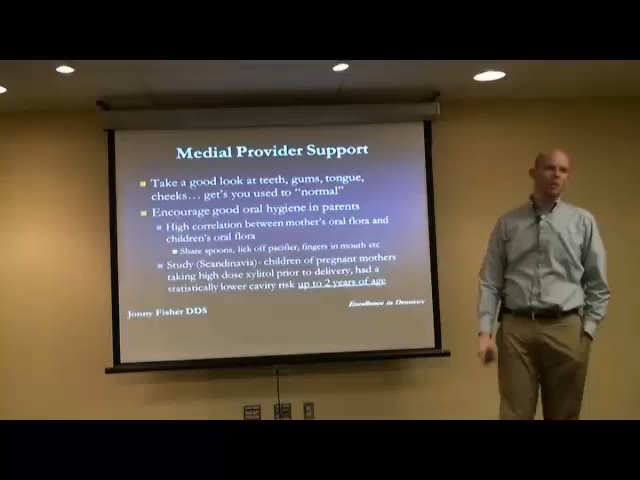 Medial Provider Support
Take a good look at teeth, gums, tongue,
cheeks… get's you used to "normal"
Encourage good oral hygiene in parents
High correlation between mother's oral flora and
children's oral flora
Share spoons, lick off pacifier, fingers in mouth etc
Study (Scandinavia)- children of pregnant mothers
taking high dose xylitol prior to delivery, had a
statistically lower cavity risk up to 2 years of age
Excellence in Dentistry
Jonny Fisher DDS